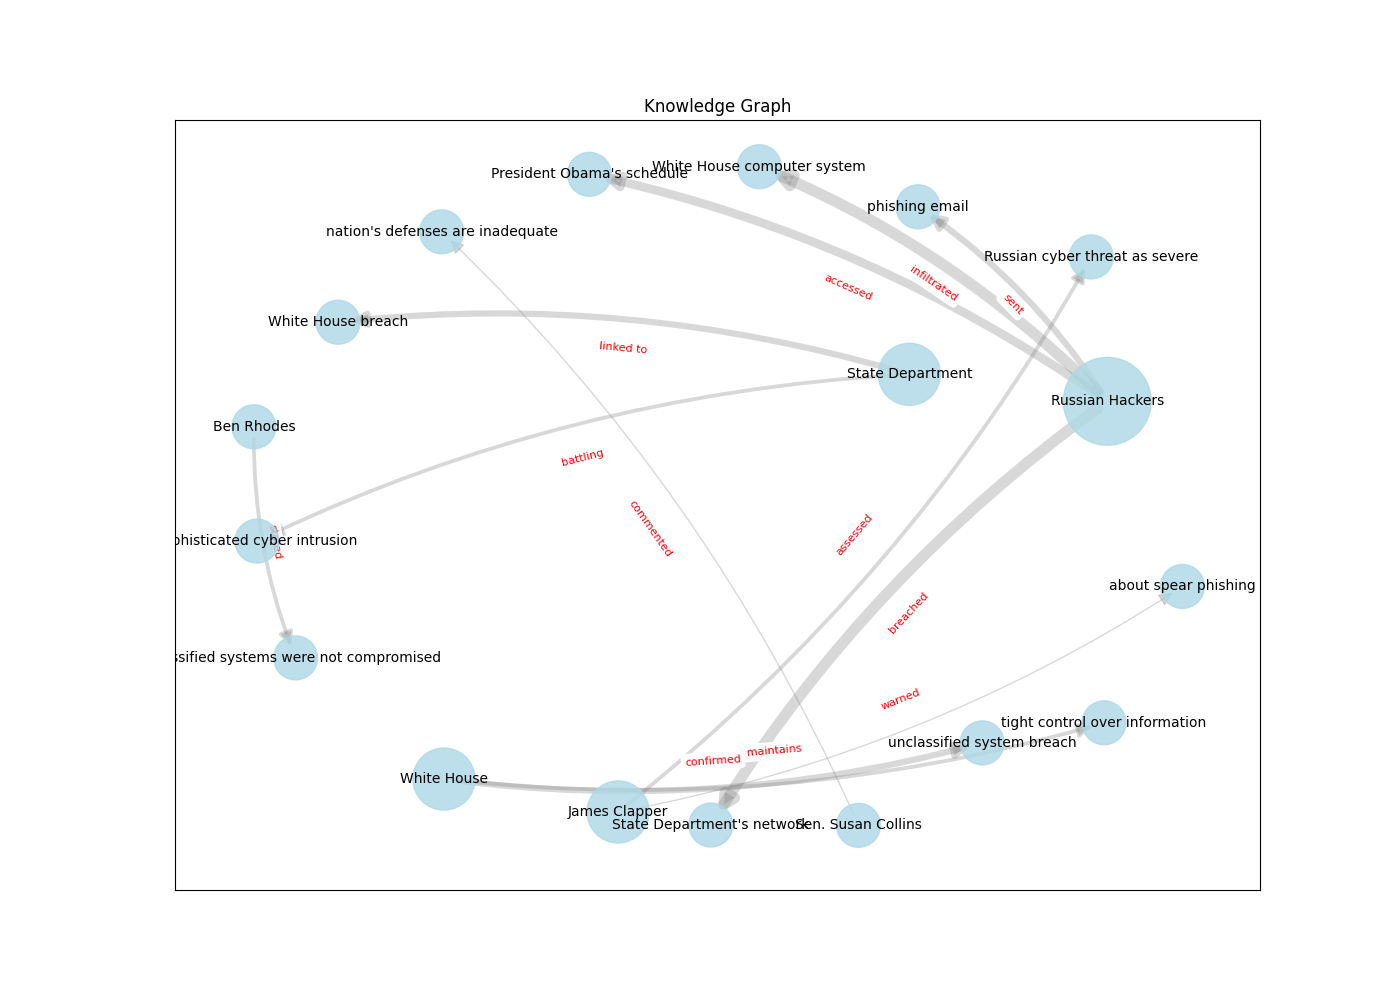 Knowledge Graph
White House computer system
President Obama's schedule
phishing email
nation's defenses are inadequate
Russian cyber threat as severe
accessed
infiltrated
sent
White House breach
linked to
State Department
Russian Hackers
Ben Rhodes
battling
commented
assessed
cyber intrusion
about spear phishing
breached
systems were not compromised
warned
tight control over information
unclassified system breach
maintains
confirmed
White House
James Clapper
State Department's network
Sen. Susan Collins